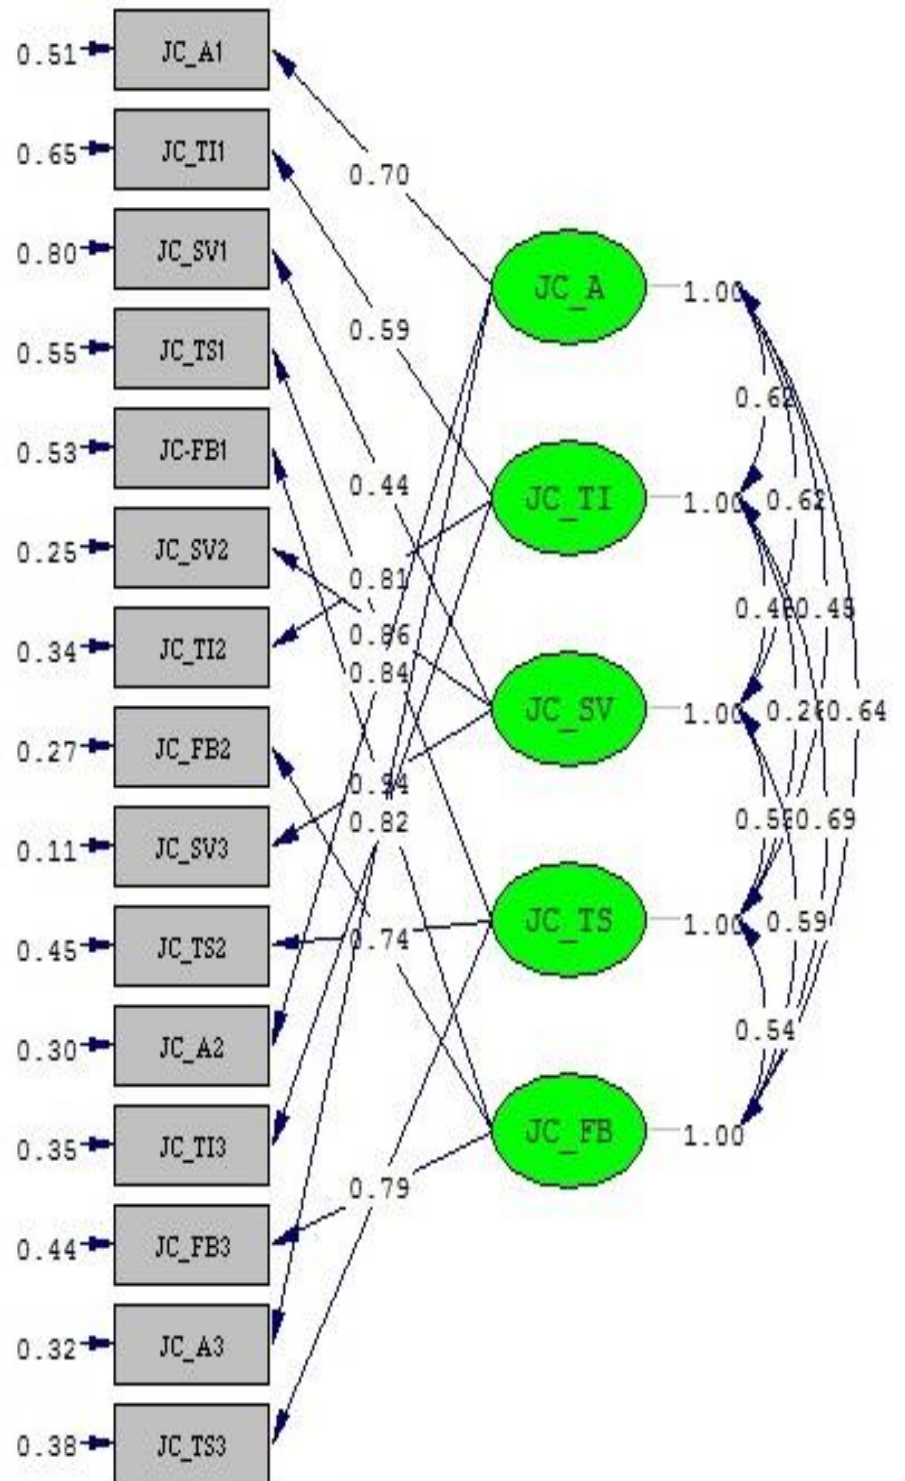 0.51 JC_A1
0.65 JC_TI1
0.80 JC_SV1
0.55 JC_TS1
0.53 JC-FB1
0.25 JC_SV2
0.34 JC_TI2
0.27 JC_FB2
0.11 JC_SV3
0.45 JC_TS2
0.30 JC_A2
0.35 JC_TI3
0.44 JC_FB3
0.32 JC_A3
0.38 JC_TS3
0.70
0.59
0.44
0.81
0.86
0.84
0.94
0.82
0.74
0.79
JC_A 1.00
JC_TI 1.00
JC_SV 1.00
JC_TS 1.00
JC_FB 1.00
0.62
0.62
0.64
0.69
0.59
0.54